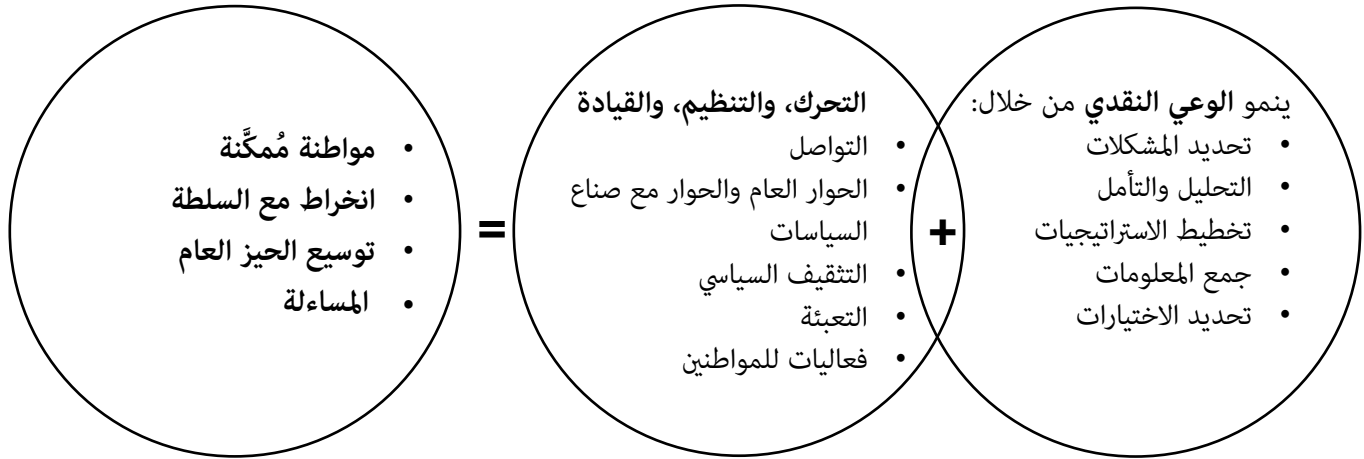 ينمو الوعي النقدي من خلال:
• تحديد المشكلات
• التحليل والتأمل
• تخطيط الاستراتيجيات
• جمع المعلومات
• تحديد الاختيارات
+
التحرك، والتنظيم، والقيادة
• التواصل
• الحوار العام والحوار مع صناع
السياسات
• التثقيف السياسي
• التعبئة
• فعاليات للمواطنين
=
• مواطنة مُمكَّنة
• انخراط مع السلطة
• توسيع الحيز العام
• المساءلة